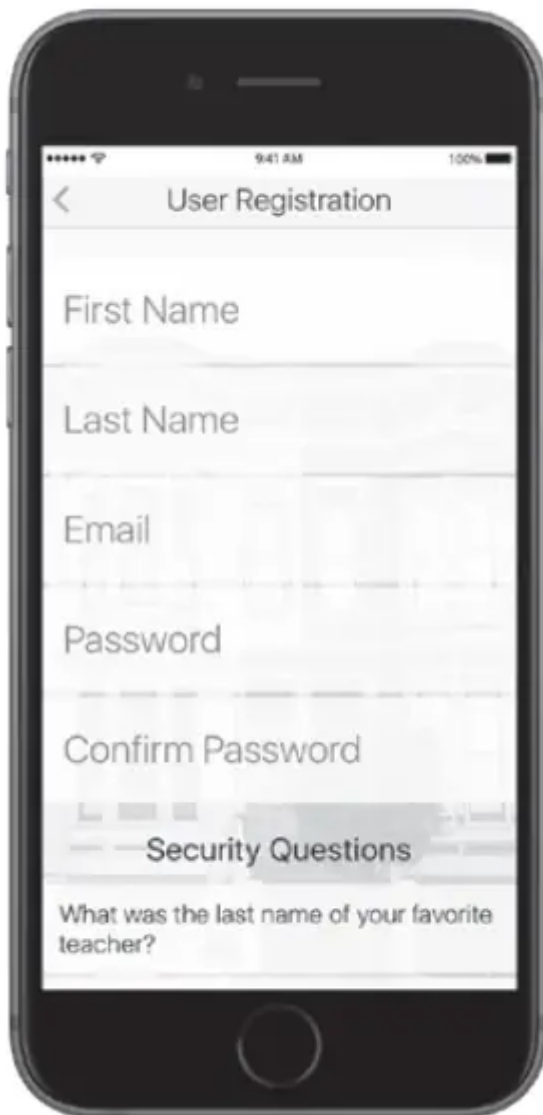 9:41 AM 100%
User Registration
First Name
Last Name
Email
Password
Confirm Password
Security Questions
What was the last name of your favorite
teacher?